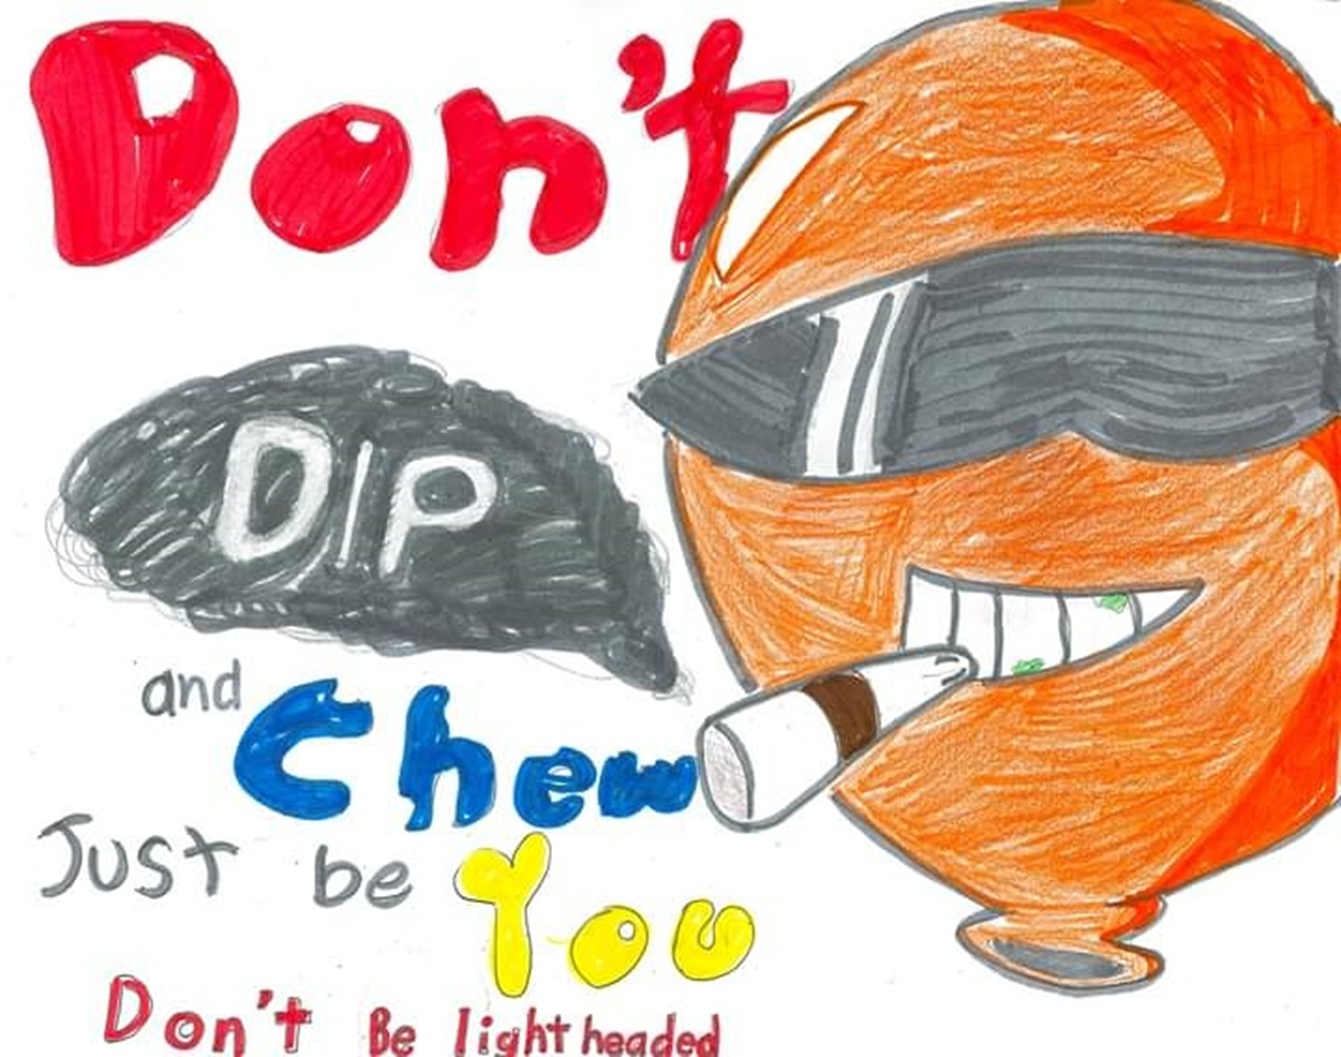 Don't
DIP
and Chew
Just be You
Don't Be lightheaded